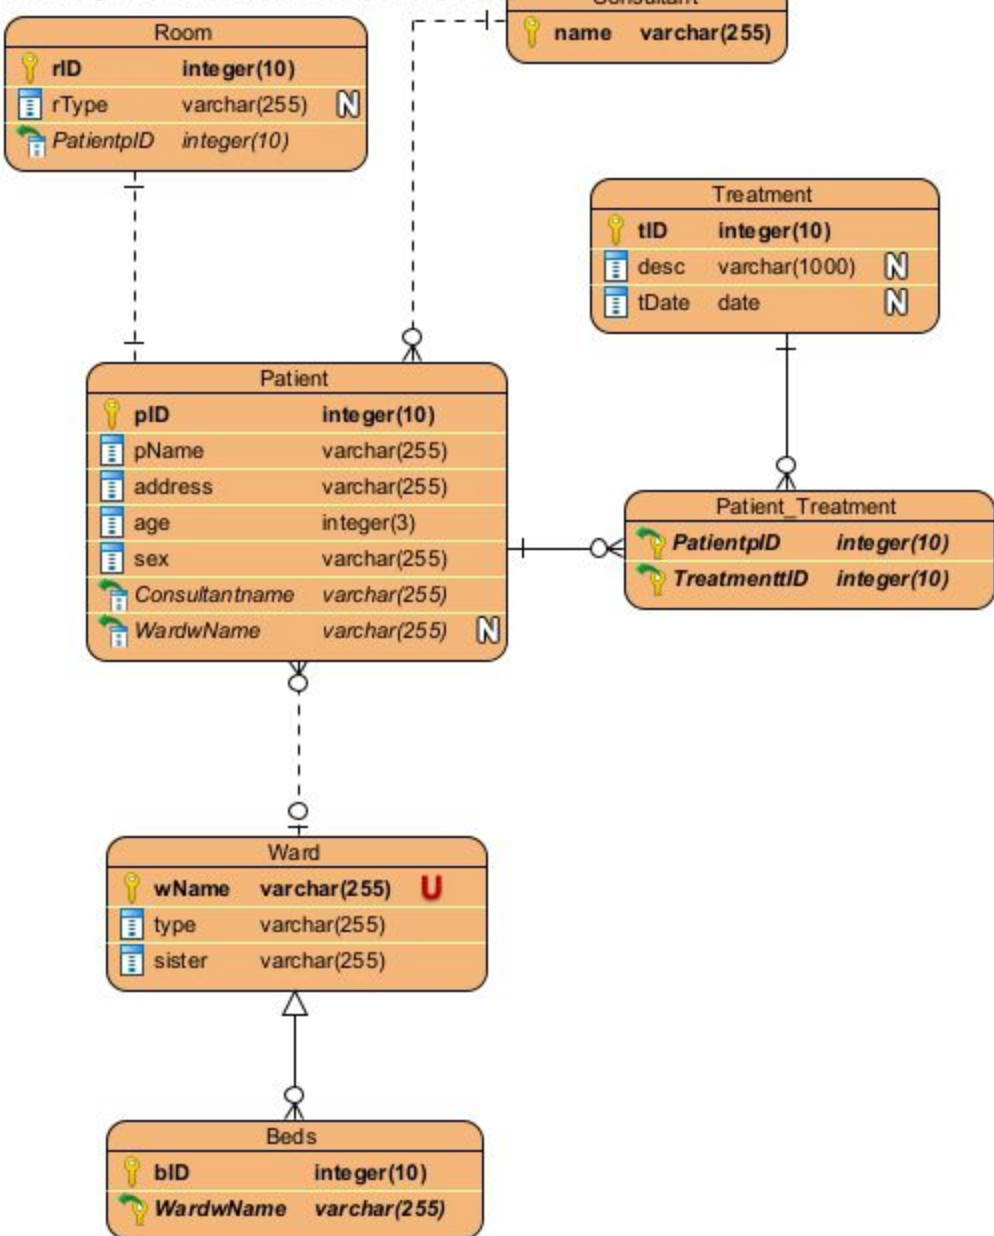 Consultant
name varchar(255)
Room
rID integer(10)
rType varchar(255) N
PatientpID integer(10)
Treatment
tID integer(10)
desc varchar(1000) N
tDate date N
Patient
pID integer(10)
pName varchar(255)
address varchar(255)
age integer(3)
sex varchar(255)
Consultantname varchar(255)
WardwName varchar(255) N
Patient_Treatment
PatientpID integer(10)
TreatmenttID integer(10)
Ward
wName varchar(255) U
type varchar(255)
sister varchar(255)
Beds
bID integer(10)
WardwName varchar(255)